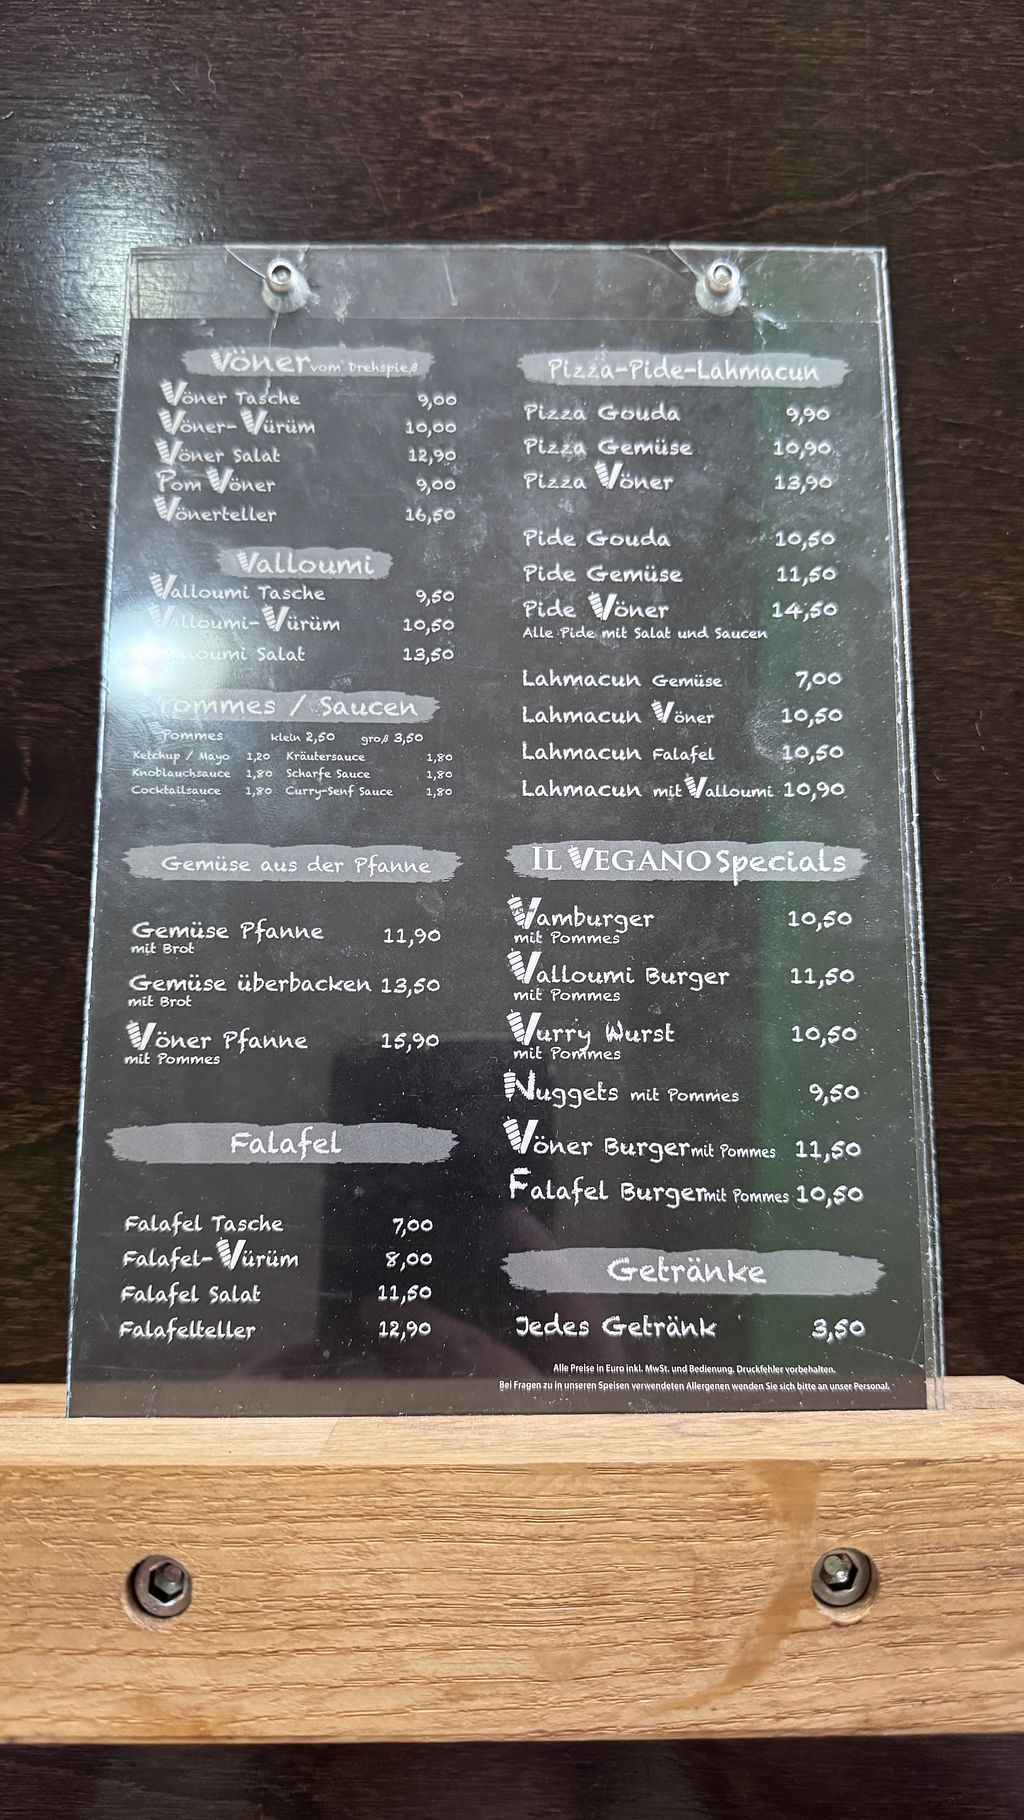 Vöner vom Drehspieß
Vöner Tasche 9,00
Vöner-Vürüm 10,00
Vöner Salat 12,90
Pom Vöner 9,00
Vönerteller 16,50
Valloumi
Valloumi Tasche 9,50
Valloumi-Vürüm 10,50
Valloumi Salat 13,50
Pommes / Saucen
Pommes klein 2,50 groß 3,50
Ketchup / Mayo 1,20 Kräutersauce 1,80
Knoblauchsauce 1,80 Scharfe Sauce 1,80
Cocktailsauce 1,80 Curry-Senf Sauce 1,80
Gemüse aus der Pfanne
Gemüse Pfanne 11,90
mit Brot
Gemüse überbacken 13,50
mit Brot
Vöner Pfanne 15,90
mit Pommes
Falafel
Falafel Tasche 7,00
Falafel-Vürüm 8,00
Falafel Salat 11,50
Falafelteller 12,90
Pizza-Pide-Lahmacun
Pizza Gouda 9,90
Pizza Gemüse 10,90
Pizza Vöner 13,90
Pide Gouda 10,50
Pide Gemüse 11,50
Pide Vöner 14,50
Alle Pide mit Salat und Saucen
Lahmacun Gemüse 7,00
Lahmacun Vöner 10,50
Lahmacun Falafel 10,50
Lahmacun mit Valloumi 10,90
IL VEGANO Specials
Vamburger 10,50
mit Pommes
Valloumi Burger 11,50
mit Pommes
Vurry Wurst 10,50
mit Pommes
Nuggets mit Pommes 9,50
Vöner Burger mit Pommes 11,50
Falafel Burger mit Pommes 10,50
Getränke
Jedes Getränk 3,50
Alle Preise in Euro inkl. MwSt. und Bedienung. Druckfehler vorbehalten.
Bei Fragen zu in unseren Speisen verwendeten Allergenen wenden Sie sich bitte an unser Personal.